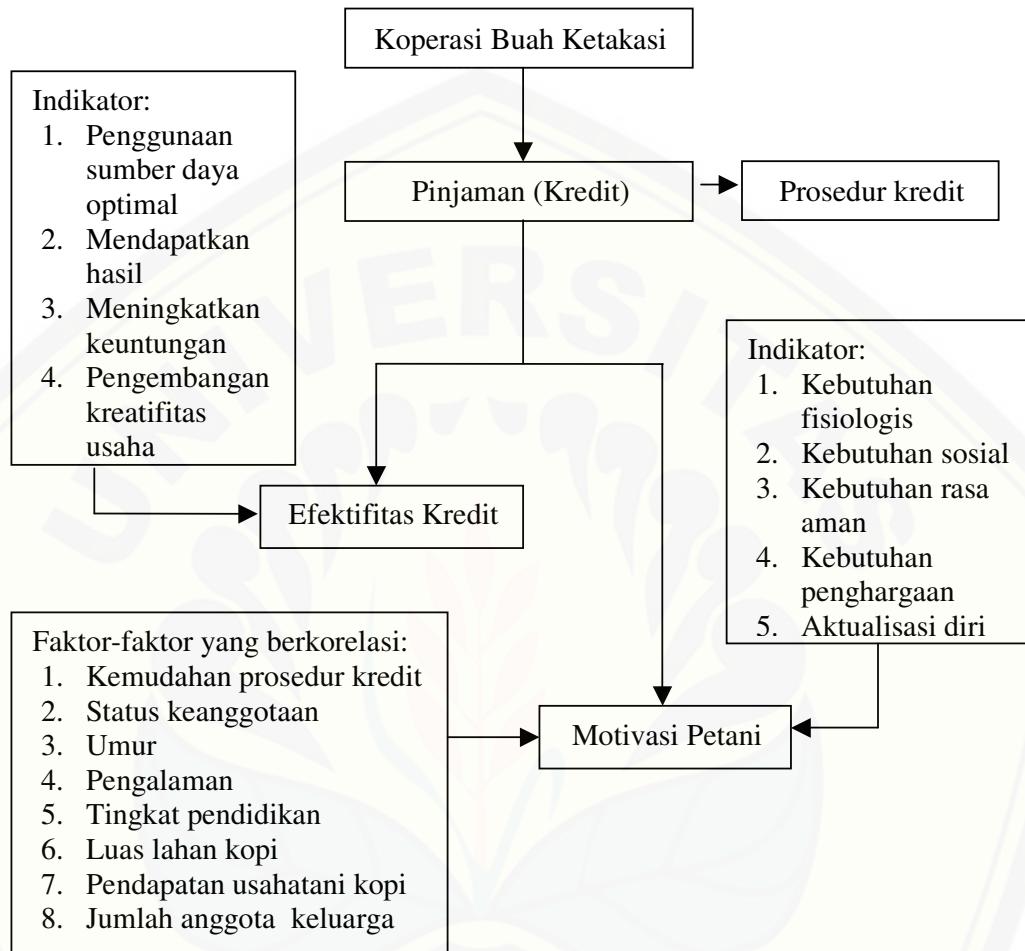 Koperasi Buah Ketakasi
Indikator:
1. Penggunaan
sumber daya
optimal
2. Mendapatkan
hasil
3. Meningkatkan
keuntungan
4. Pengembangan
kreatifitas
usaha
Pinjaman (Kredit)
Prosedur kredit
Indikator:
1. Kebutuhan
fisiologis
2. Kebutuhan sosial
3. Kebutuhan rasa
aman
4. Kebutuhan
penghargaan
5. Aktualisasi diri
Efektifitas Kredit
Faktor-faktor yang berkorelasi:
1. Kemudahan prosedur kredit
2. Status keanggotaan
3. Umur
4. Pengalaman
5. Tingkat pendidikan
6. Luas lahan kopi
7. Pendapatan usahatani kopi
8. Jumlah anggota keluarga
Motivasi Petani
UNIVERSITAS